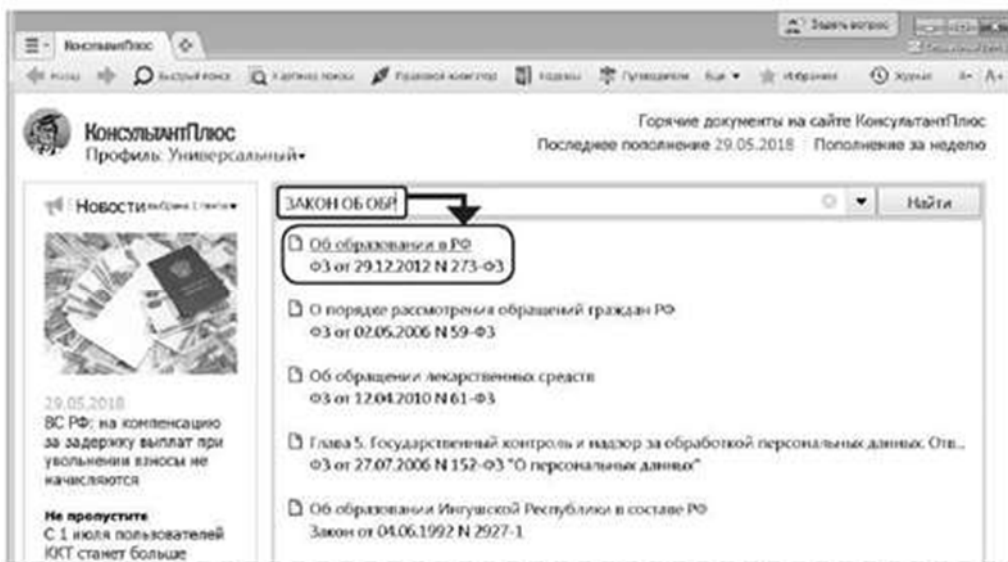 Задать вопрос
КонсультантПлюс
Назад Быстрый поиск Карточка поиска Правовой навигатор Кодексы Путеводители Еще Избранное Журнал А- А+
КонсультантПлюс
Профиль: Универсальный
Горячие документы на сайте КонсультантПлюс
Последнее пополнение 29.05.2018 Пополнение за неделю
Новости
ЗАКОН ОБ ОБР
Найти
Об образовании в РФ
ФЗ от 29.12.2012 N 273-ФЗ
О порядке рассмотрения обращений граждан РФ
ФЗ от 02.05.2006 N 59-ФЗ
Об обращении лекарственных средств
ФЗ от 12.04.2010 N 61-ФЗ
Глава 5. Государственный контроль и надзор за обработкой персональных данных. Отв...
ФЗ от 27.07.2006 N 152-ФЗ "О персональных данных"
Об образовании Ингушской Республики в составе РФ
Закон от 04.06.1992 N 2927-1
29.05.2018
ВС РФ: на компенсацию
за задержку выплат при
увольнении взносы не
начисляются
Не пропустите
С 1 июля пользователей
ККТ станет больше